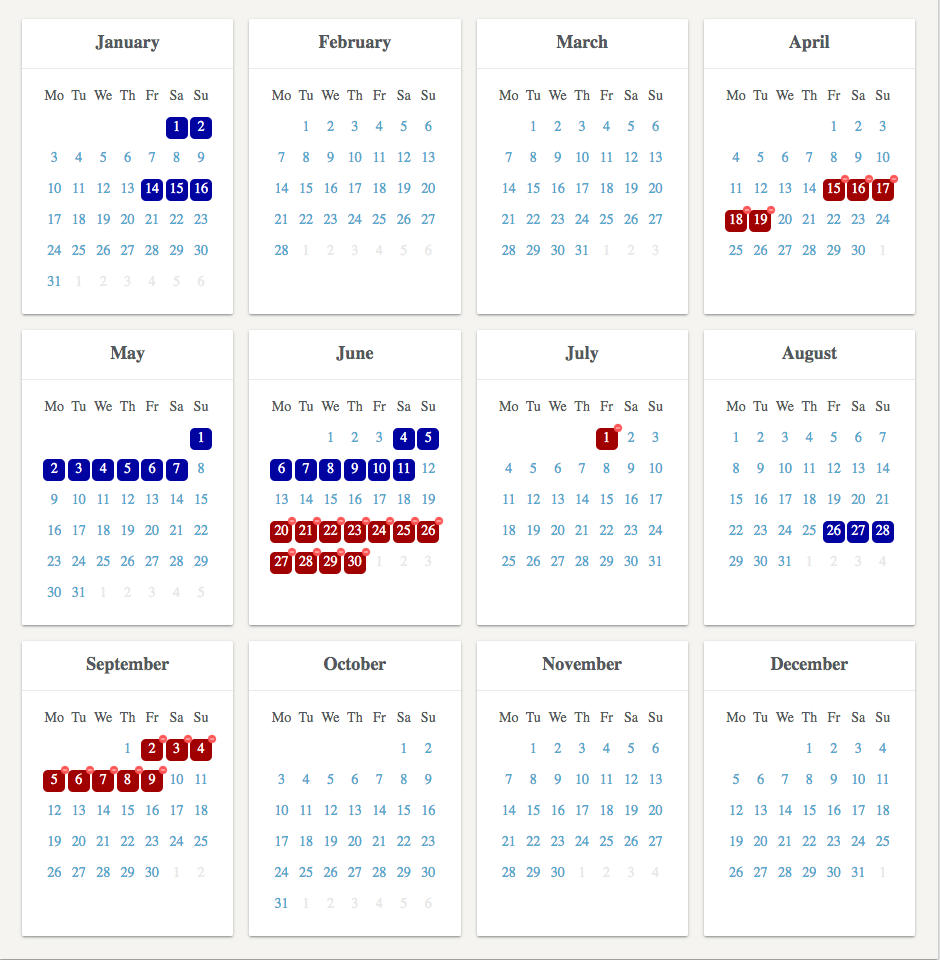 January
Mo Tu We Th Fr Sa Su
1 2
3 4 5 6 7 8 9
10 11 12 13 14 15 16
17 18 19 20 21 22 23
24 25 26 27 28 29 30
31 1 2 3 4 5 6
February
Mo Tu We Th Fr Sa Su
1 2 3 4 5 6
7 8 9 10 11 12 13
14 15 16 17 18 19 20
21 22 23 24 25 26 27
28 1 2 3 4 5 6
March
Mo Tu We Th Fr Sa Su
1 2 3 4 5 6
7 8 9 10 11 12 13
14 15 16 17 18 19 20
21 22 23 24 25 26 27
28 29 30 31 1 2 3
April
Mo Tu We Th Fr Sa Su
1 2 3
4 5 6 7 8 9 10
11 12 13 14 15 16 17
18 19 20 21 22 23 24
25 26 27 28 29 30 1
May
Mo Tu We Th Fr Sa Su
1
2 3 4 5 6 7 8
9 10 11 12 13 14 15
16 17 18 19 20 21 22
23 24 25 26 27 28 29
30 31 1 2 3 4 5
June
Mo Tu We Th Fr Sa Su
1 2 3 4 5
6 7 8 9 10 11 12
13 14 15 16 17 18 19
20 21 22 23 24 25 26
27 28 29 30 1 2 3
July
Mo Tu We Th Fr Sa Su
1 2 3
4 5 6 7 8 9 10
11 12 13 14 15 16 17
18 19 20 21 22 23 24
25 26 27 28 29 30 31
August
Mo Tu We Th Fr Sa Su
1 2 3 4 5 6 7
8 9 10 11 12 13 14
15 16 17 18 19 20 21
22 23 24 25 26 27 28
29 30 31 1 2 3 4
September
Mo Tu We Th Fr Sa Su
1 2 3 4
5 6 7 8 9 10 11
12 13 14 15 16 17 18
19 20 21 22 23 24 25
26 27 28 29 30 1 2
October
Mo Tu We Th Fr Sa Su
1 2
3 4 5 6 7 8 9
10 11 12 13 14 15 16
17 18 19 20 21 22 23
24 25 26 27 28 29 30
31 1 2 3 4 5 6
November
Mo Tu We Th Fr Sa Su
1 2 3 4 5 6
7 8 9 10 11 12 13
14 15 16 17 18 19 20
21 22 23 24 25 26 27
28 29 30 1 2 3 4
December
Mo Tu We Th Fr Sa Su
1 2 3 4
5 6 7 8 9 10 11
12 13 14 15 16 17 18
19 20 21 22 23 24 25
26 27 28 29 30 31 1